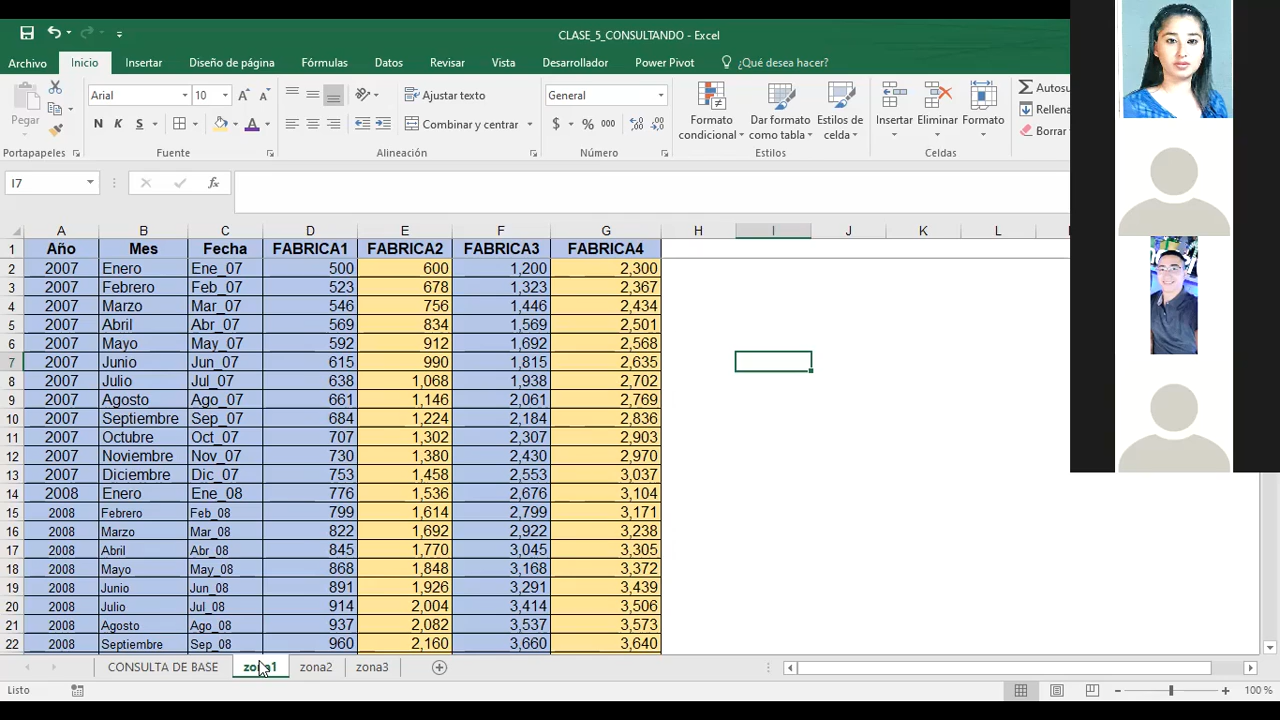 CLASE_5_CONSULTANDO - Excel
Archivo Inicio Insertar Diseño de página Fórmulas Datos Revisar Vista Desarrollador Power Pivot ¿Qué desea hacer?
Arial 10 Ajustar texto General Autosu
Pegar N K S Combinar y centrar $ % 000 Formato condicional Dar formato como tabla Estilos de celda Insertar Eliminar Formato Rellena
Borrar
Portapapeles Fuente Alineación Número Estilos Celdas
I7 fx
A B C D E F G H I J K L
1 Año Mes Fecha FABRICA1 FABRICA2 FABRICA3 FABRICA4
2 2007 Enero Ene_07 500 600 1,200 2,300
3 2007 Febrero Feb_07 523 678 1,323 2,367
4 2007 Marzo Mar_07 546 756 1,446 2,434
5 2007 Abril Abr_07 569 834 1,569 2,501
6 2007 Mayo May_07 592 912 1,692 2,568
7 2007 Junio Jun_07 615 990 1,815 2,635
8 2007 Julio Jul_07 638 1,068 1,938 2,702
9 2007 Agosto Ago_07 661 1,146 2,061 2,769
10 2007 Septiembre Sep_07 684 1,224 2,184 2,836
11 2007 Octubre Oct_07 707 1,302 2,307 2,903
12 2007 Noviembre Nov_07 730 1,380 2,430 2,970
13 2007 Diciembre Dic_07 753 1,458 2,553 3,037
14 2008 Enero Ene_08 776 1,536 2,676 3,104
15 2008 Febrero Feb_08 799 1,614 2,799 3,171
16 2008 Marzo Mar_08 822 1,692 2,922 3,238
17 2008 Abril Abr_08 845 1,770 3,045 3,305
18 2008 Mayo May_08 868 1,848 3,168 3,372
19 2008 Junio Jun_08 891 1,926 3,291 3,439
20 2008 Julio Jul_08 914 2,004 3,414 3,506
21 2008 Agosto Ago_08 937 2,082 3,537 3,573
22 2008 Septiembre Sep_08 960 2,160 3,660 3,640
CONSULTA DE BASE zona1 zona2 zona3
Listo 100 %